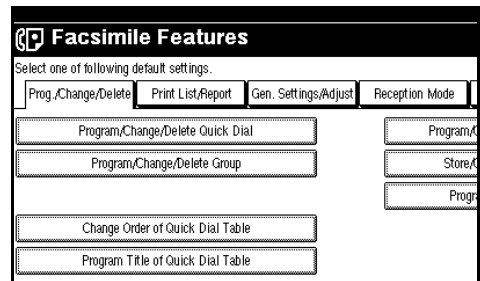 Facsimile Features
Select one of following default settings.
Prog./Change/Delete Print List/Report Gen. Settings/Adjust Reception Mode
Program/Change/Delete Quick Dial
Program/Change/Delete Group
Store/
Change Order of Quick Dial Table
Program Title of Quick Dial Table